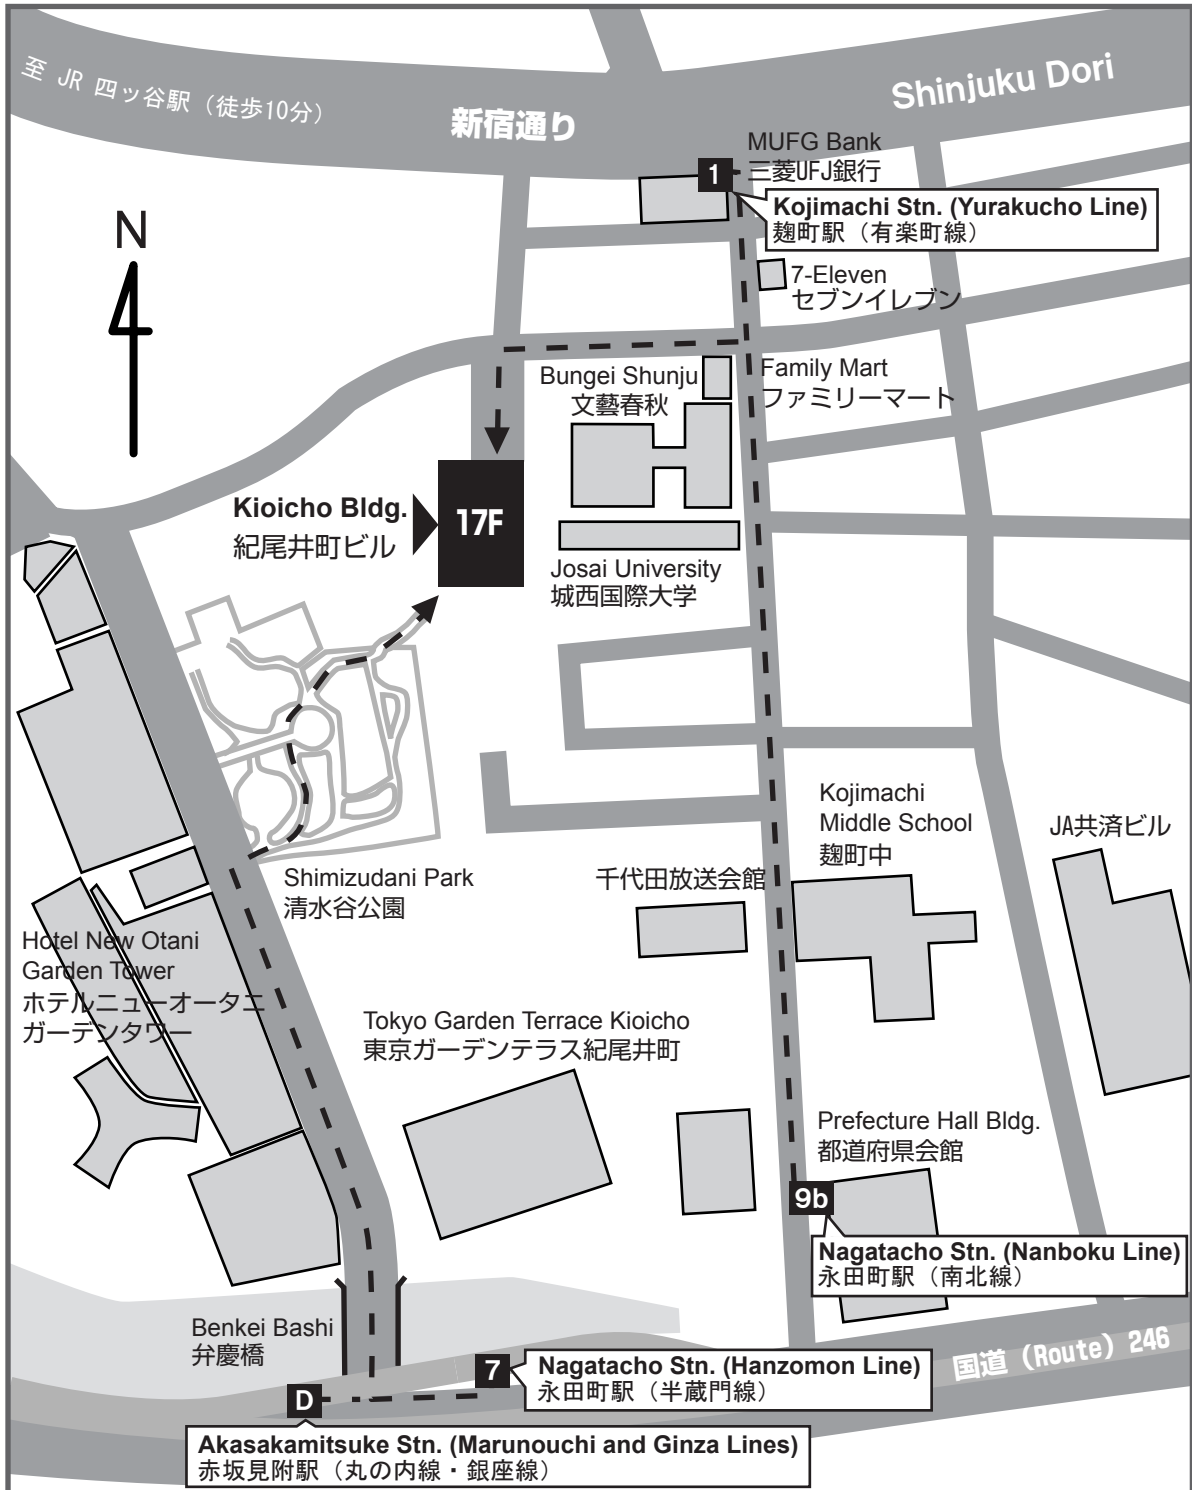 至 JR 四ッ谷駅（徒歩10分）
新宿通り
Shinjuku Dori
MUFG Bank
三菱UFJ銀行
1
Kojimachi Stn. (Yurakucho Line)
麹町駅（有楽町線）
N
7-Eleven
セブンイレブン
Bungei Shunju
文藝春秋
Family Mart
ファミリーマート
Kioicho Bldg.
紀尾井町ビル
17F
Josai University
城西国際大学
Kojimachi
Middle School
麹町中
JA共済ビル
Shimizudani Park
清水谷公園
千代田放送会館
Hotel New Otani
Garden Tower
ホテルニューオータニ
ガーデンタワー
Tokyo Garden Terrace Kioicho
東京ガーデンテラス紀尾井町
Prefecture Hall Bldg.
都道府県会館
9b
Nagatacho Stn. (Nanboku Line)
永田町駅（南北線）
Benkei Bashi
弁慶橋
国道（Route）246
7
Nagatacho Stn. (Hanzomon Line)
永田町駅（半蔵門線）
D
Akasakamitsuke Stn. (Marunouchi and Ginza Lines)
赤坂見附駅（丸の内線・銀座線）